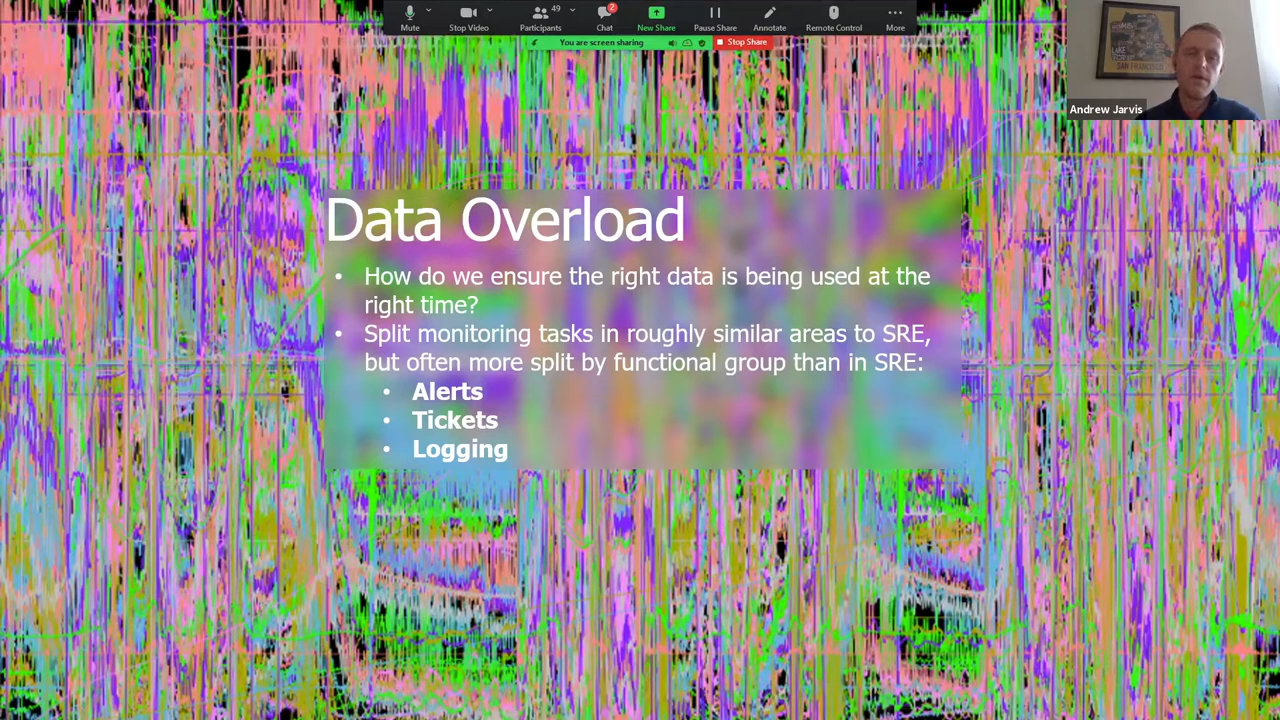 49
2
Mute
Stop Video
Participants
Chat
New Share
Pause Share
Annotate
Remote Control
More
You are screen sharing
Stop Share
LAKE
SAN FRANCISCO
Andrew Jarvis
Data Overload
• How do we ensure the right data is being used at the
right time?
• Split monitoring tasks in roughly similar areas to SRE,
but often more split by functional group than in SRE:
• Alerts
• Tickets
• Logging